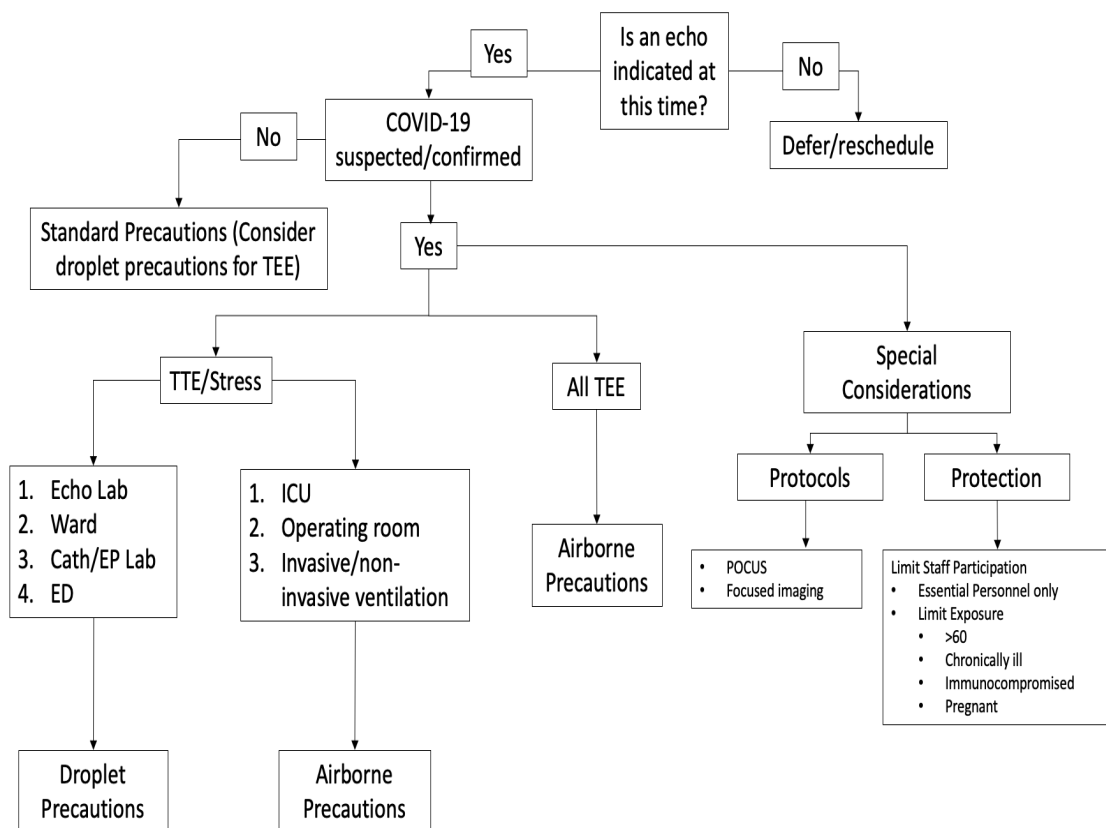 Is an echo
indicated at
this time?
Yes
No
COVID-19
suspected/confirmed
Defer/reschedule
No
Standard Precautions (Consider
droplet precautions for TEE)
Yes
TTE/Stress
All TEE
Special
Considerations
1. Echo Lab
2. Ward
3. Cath/EP Lab
4. ED
1. ICU
2. Operating room
3. Invasive/non-
invasive ventilation
Airborne
Precautions
Protocols
Protection
• POCUS
• Focused imaging
Limit Staff Participation
• Essential Personnel only
• Limit Exposure
• >60
• Chronically ill
• Immunocompromised
• Pregnant
Droplet
Precautions
Airborne
Precautions